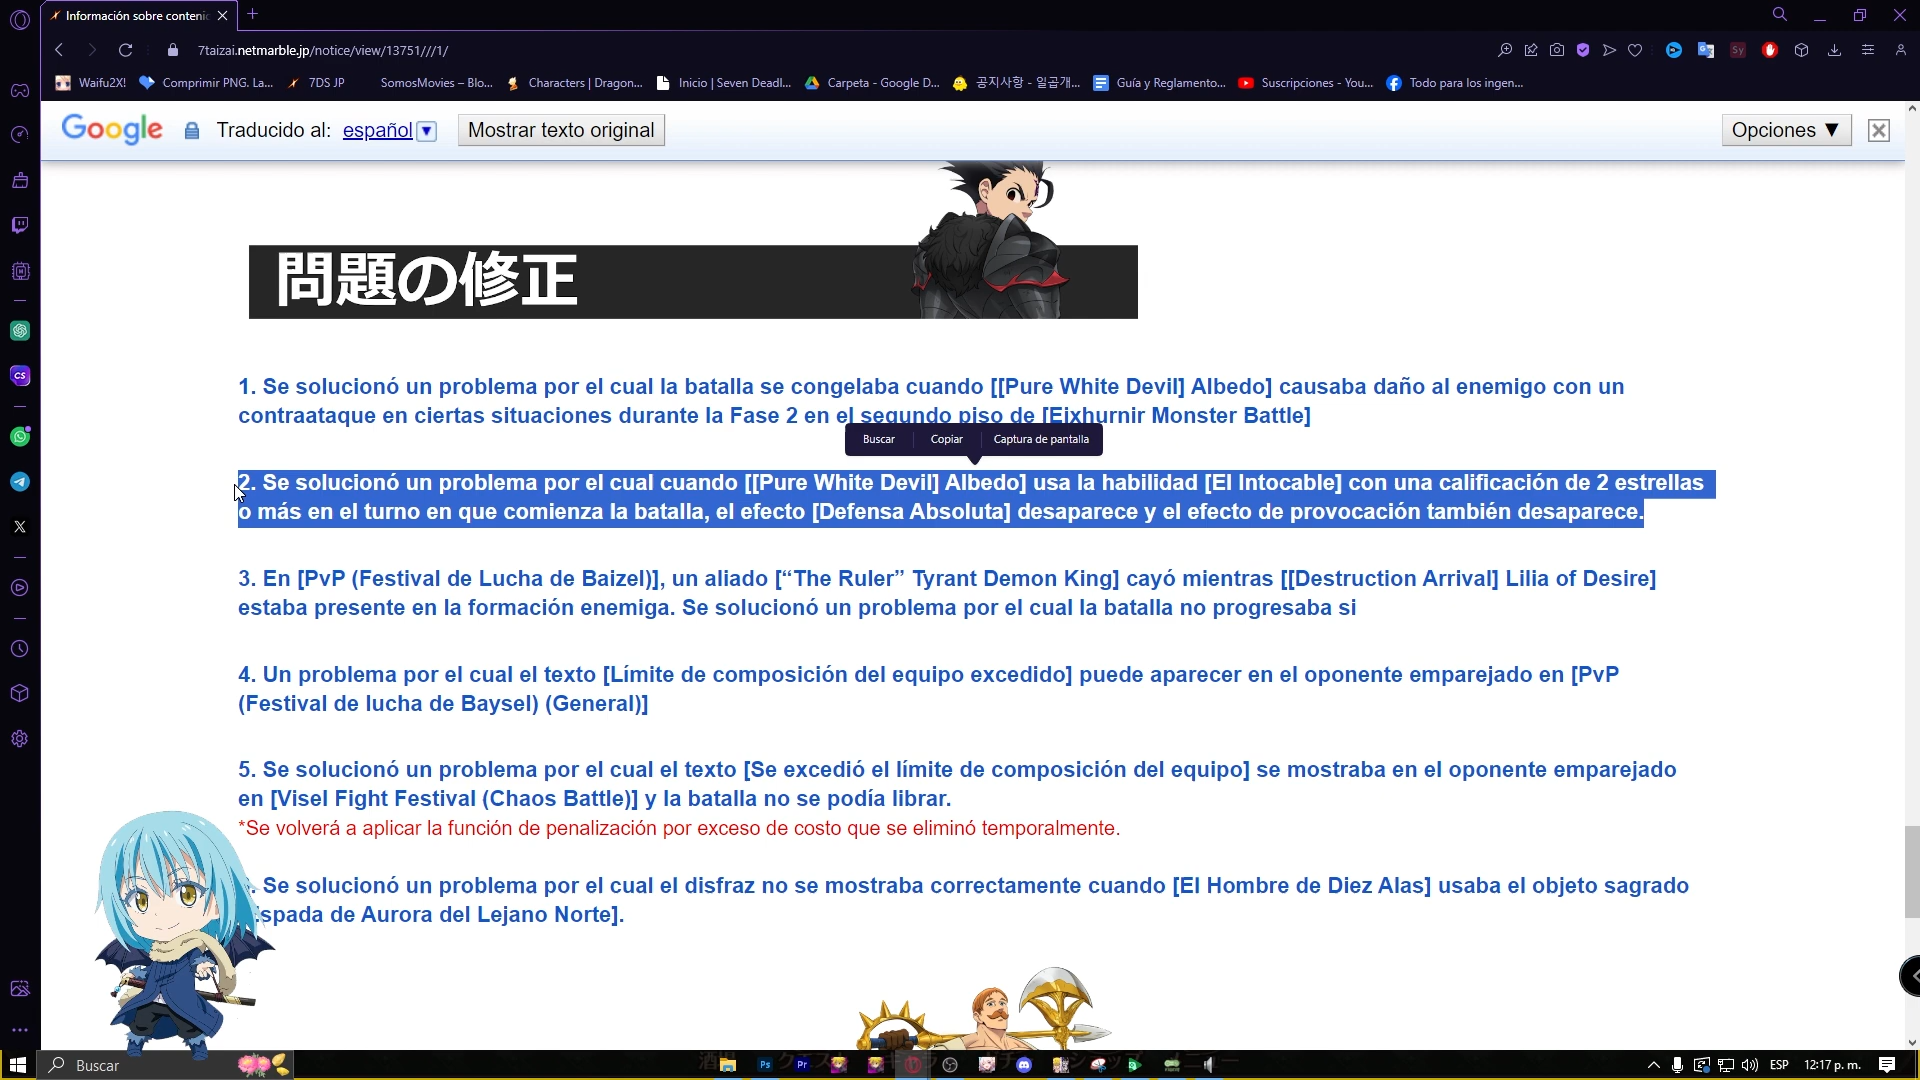 Información sobre conteni
7taizai.netmarble.jp/notice/view/13751///1/
Waifu2X!
Comprimir PNG. La...
7DS JP
SomosMovies – Blo...
Characters | Dragon...
Inicio | Seven Deadl...
Carpeta - Google D...
공지사항 - 일곱개...
Guía y Reglamento...
Suscripciones - You...
Todo para los ingen...
Google
Traducido al:
español
Mostrar texto original
Opciones ▼
問題の修正
1. Se solucionó un problema por el cual la batalla se congelaba cuando [[Pure White Devil] Albedo] causaba daño al enemigo con un
contraataque en ciertas situaciones durante la Fase 2 en el segundo piso de [Eixhurnir Monster Battle]
Buscar
Copiar
Captura de pantalla
2. Se solucionó un problema por el cual cuando [[Pure White Devil] Albedo] usa la habilidad [El Intocable] con una calificación de 2 estrellas
o más en el turno en que comienza la batalla, el efecto [Defensa Absoluta] desaparece y el efecto de provocación también desaparece.
3. En [PvP (Festival de Lucha de Baizel)], un aliado [“The Ruler” Tyrant Demon King] cayó mientras [[Destruction Arrival] Lilia of Desire]
estaba presente en la formación enemiga. Se solucionó un problema por el cual la batalla no progresaba si
4. Un problema por el cual el texto [Límite de composición del equipo excedido] puede aparecer en el oponente emparejado en [PvP
(Festival de lucha de Baysel) (General)]
5. Se solucionó un problema por el cual el texto [Se excedió el límite de composición del equipo] se mostraba en el oponente emparejado
en [Visel Fight Festival (Chaos Battle)] y la batalla no se podía librar.
*Se volverá a aplicar la función de penalización por exceso de costo que se eliminó temporalmente.
Se solucionó un problema por el cual el disfraz no se mostraba correctamente cuando [El Hombre de Diez Alas] usaba el objeto sagrado
spada de Aurora del Lejano Norte].
Buscar
ESP
12:17 p. m.